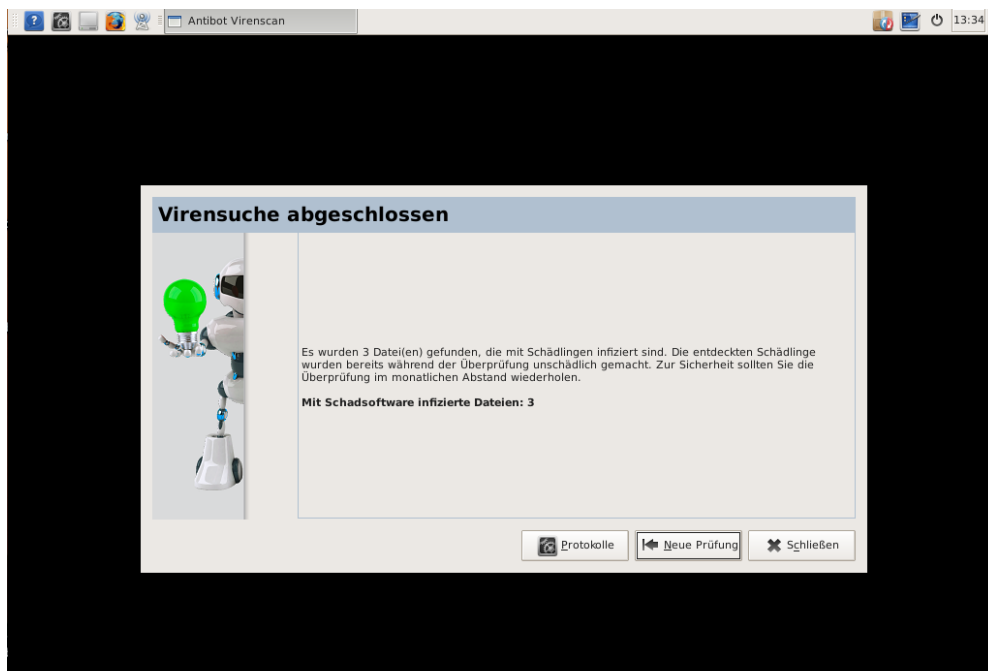 Antibot Virenscan
13:34
Virensuche abgeschlossen
Es wurden 3 Datei(en) gefunden, die mit Schädlingen infiziert sind. Die entdeckten Schädlinge
wurden bereits während der Überprüfung unschädlich gemacht. Zur Sicherheit sollten Sie die
Überprüfung im monatlichen Abstand wiederholen.
Mit Schadsoftware infizierte Dateien: 3
Protokolle
Neue Prüfung
Schließen